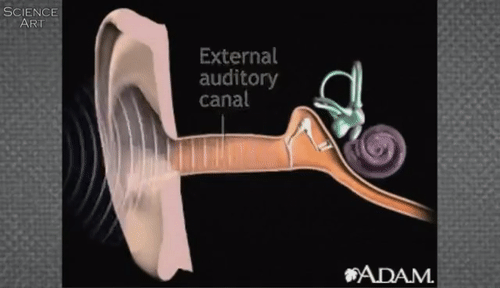 SCIENCE
ART
External
auditory
canal
A.D.A.M.